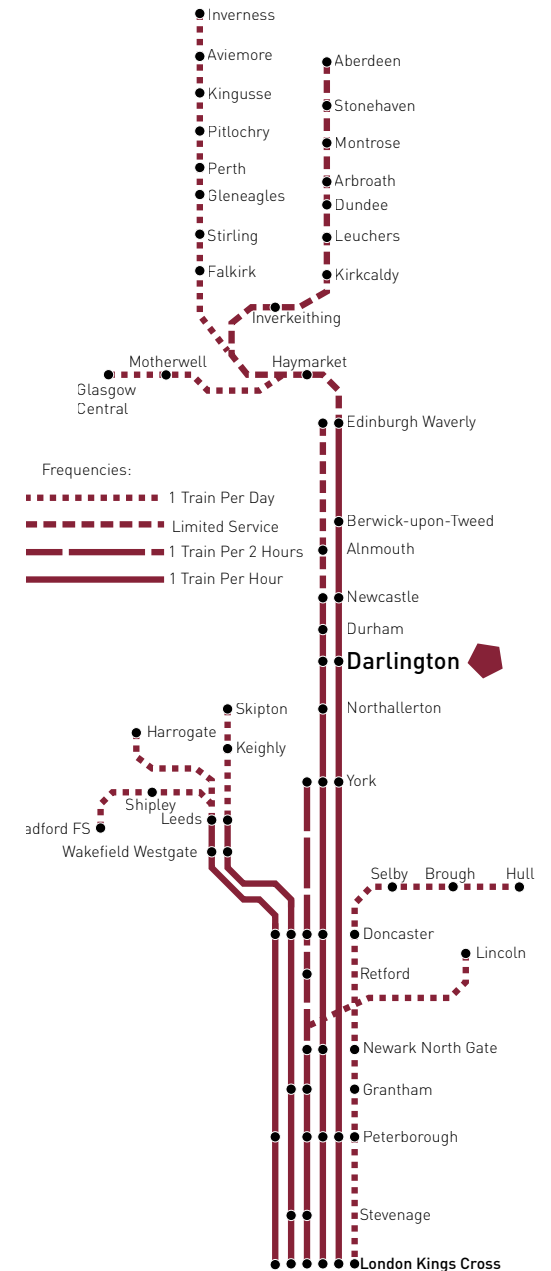 Inverness
Aviemore
Aberdeen
Kingusse
Stonehaven
Pitlochry
Montrose
Perth
Arbroath
Gleneagles
Dundee
Stirling
Leuchers
Falkirk
Kirkcaldy
Inverkeithing
Motherwell
Haymarket
Glasgow
Central
Edinburgh Waverly
Frequencies:
1 Train Per Day
Limited Service
1 Train Per 2 Hours
1 Train Per Hour
Berwick-upon-Tweed
Alnmouth
Newcastle
Durham
Darlington
Northallerton
Skipton
Harrogate
Keighly
York
Shipley
Leeds
adford FS
Wakefield Westgate
Selby
Brough
Hull
Doncaster
Lincoln
Retford
Newark North Gate
Grantham
Peterborough
Stevenage
London Kings Cross